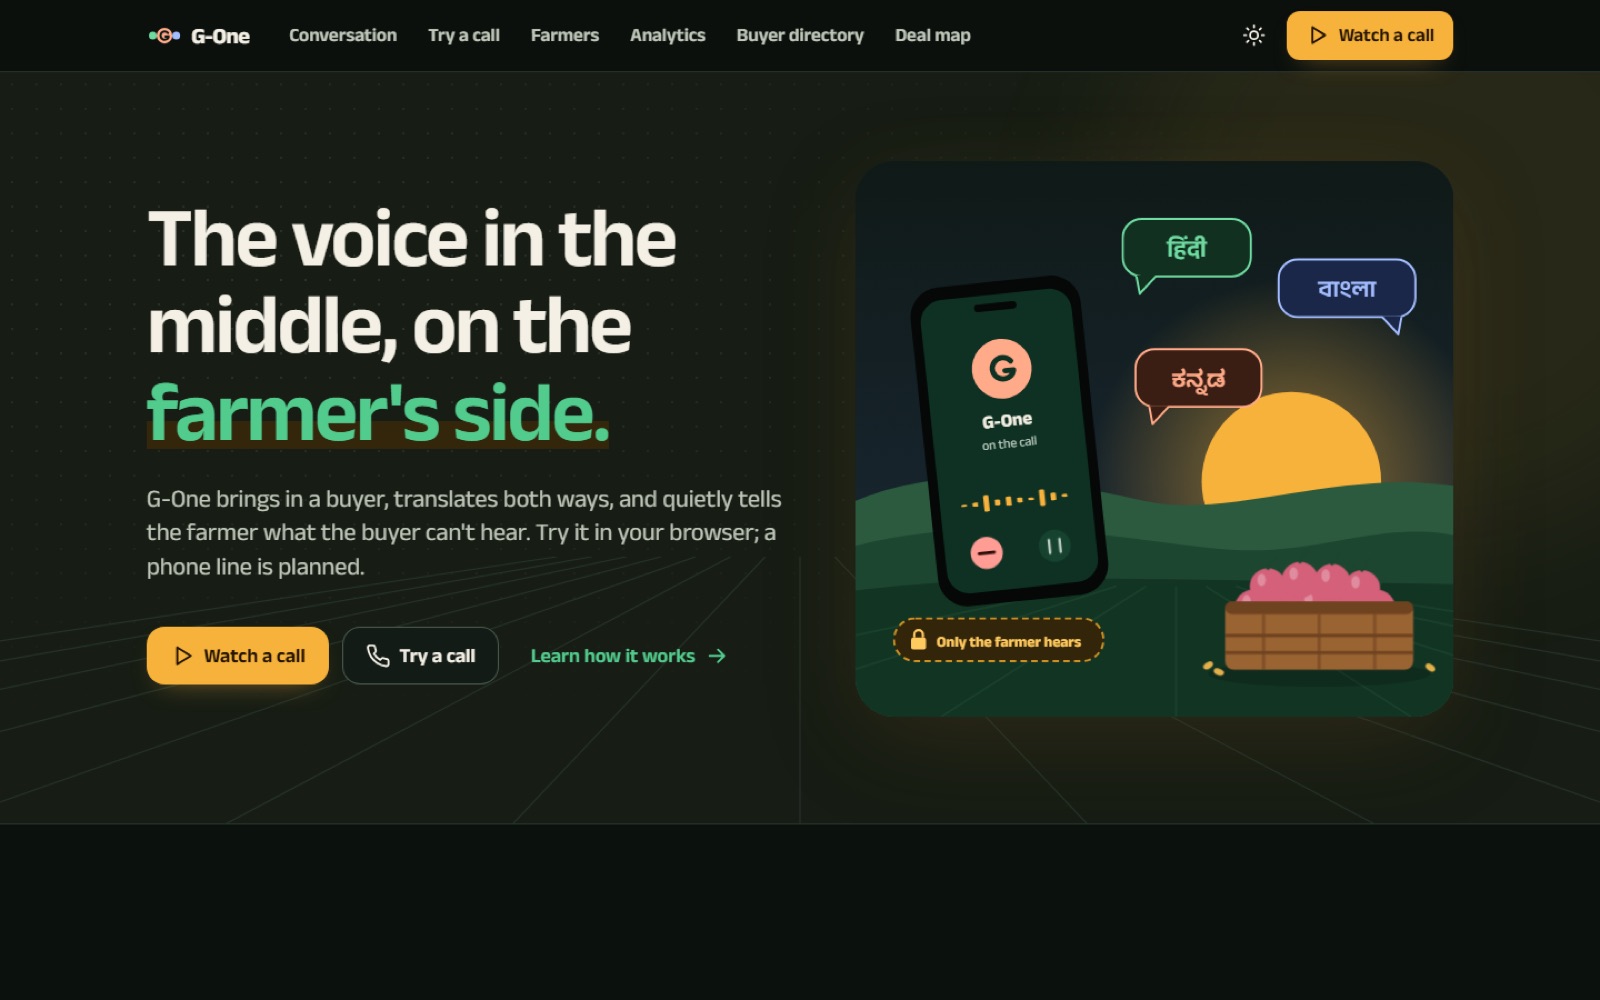 G-One
Conversation
Try a call
Farmers
Analytics
Buyer directory
Deal map
Watch a call
The voice in the
middle, on the
farmer's side.
G-One brings in a buyer, translates both ways, and quietly tells
the farmer what the buyer can't hear. Try it in your browser; a
phone line is planned.
Watch a call
Try a call
Learn how it works
हिंदी
বাংলা
ಕನ್ನಡ
G
G-One
on the call
Only the farmer hears